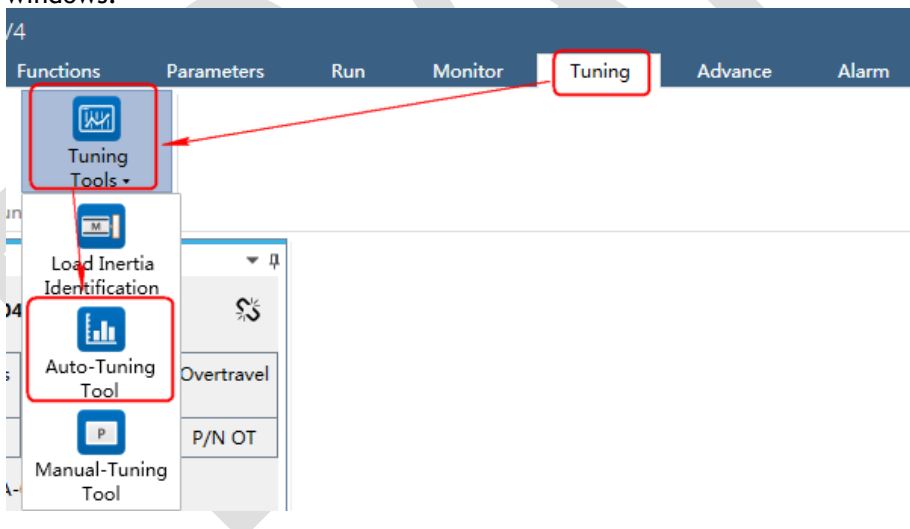 windows.
V4
Functions Parameters Run Monitor Tuning Advance Alarm
Tuning
Tools
M
Load Inertia
Identification
04
Auto-Tuning
Tool
s
Overtravel
P
P/N OT
Manual-Tuning
Tool
A-